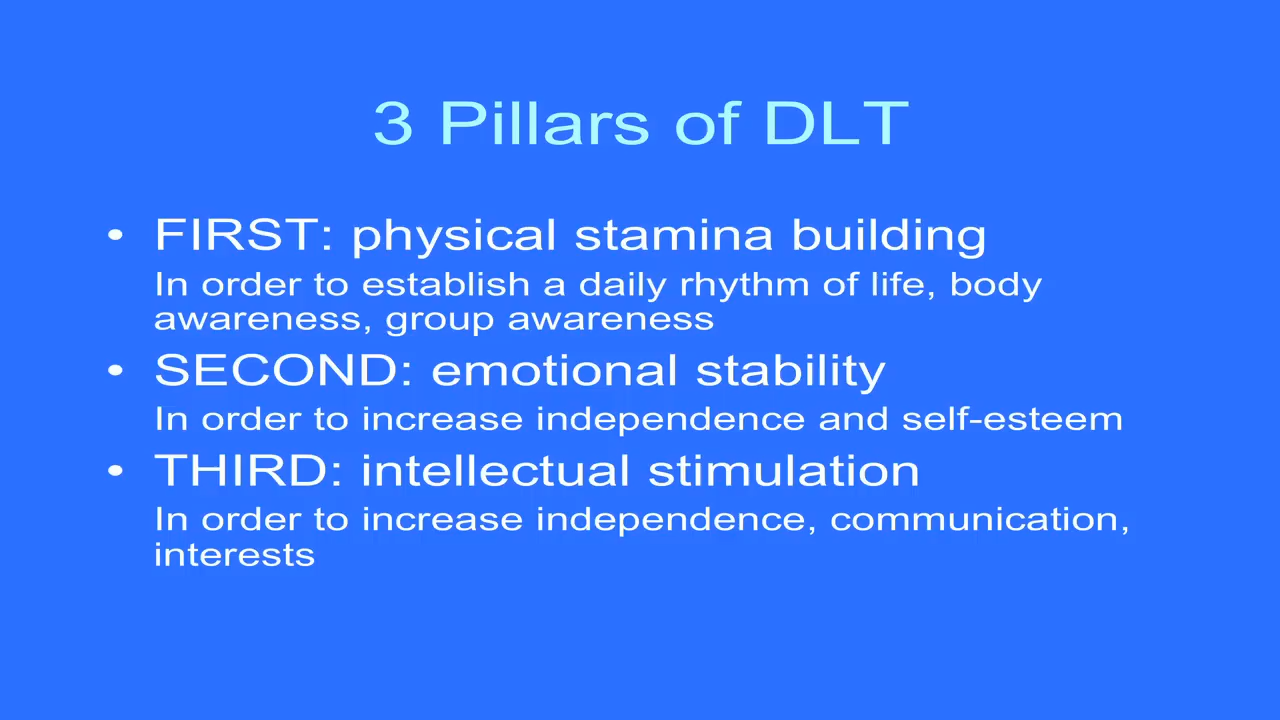 3 Pillars of DLT
• FIRST: physical stamina building
In order to establish a daily rhythm of life, body
awareness, group awareness
• SECOND: emotional stability
In order to increase independence and self-esteem
• THIRD: intellectual stimulation
In order to increase independence, communication,
interests